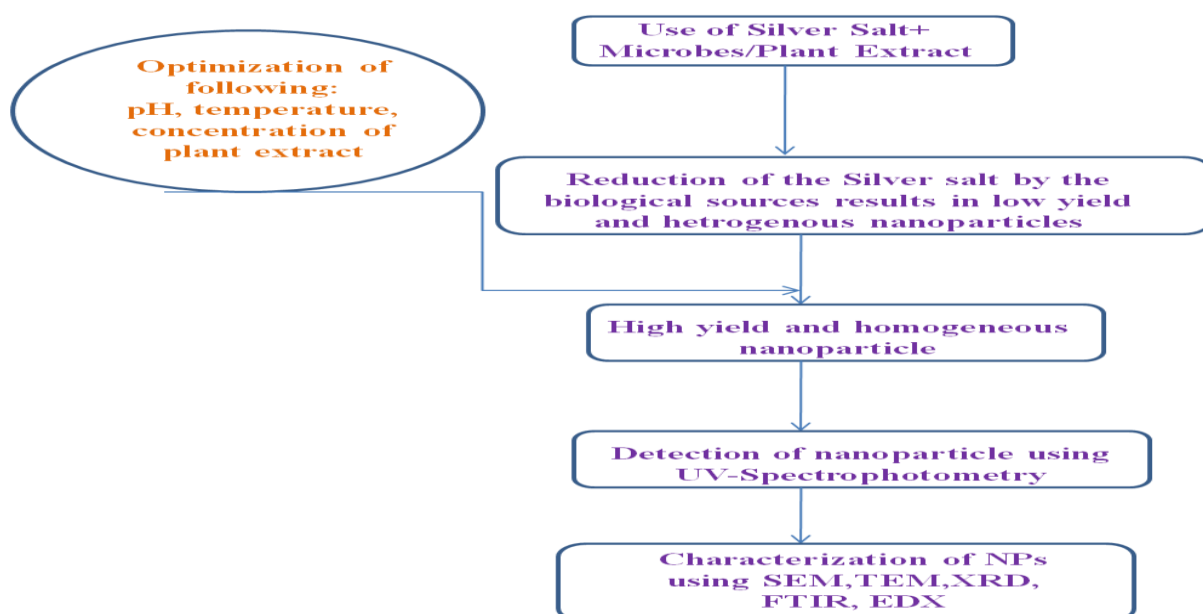 Use of Silver Salt+
Microbes/Plant Extract
Optimization of
following:
pH, temperature,
concentration of
plant extract
Reduction of the Silver salt by the
biological sources results in low yield
and hetrogenous nanoparticles
High yield and homogeneous
nanoparticle
Detection of nanoparticle using
UV-Spectrophotometry
Characterization of NPs
using SEM,TEM,XRD,
FTIR, EDX